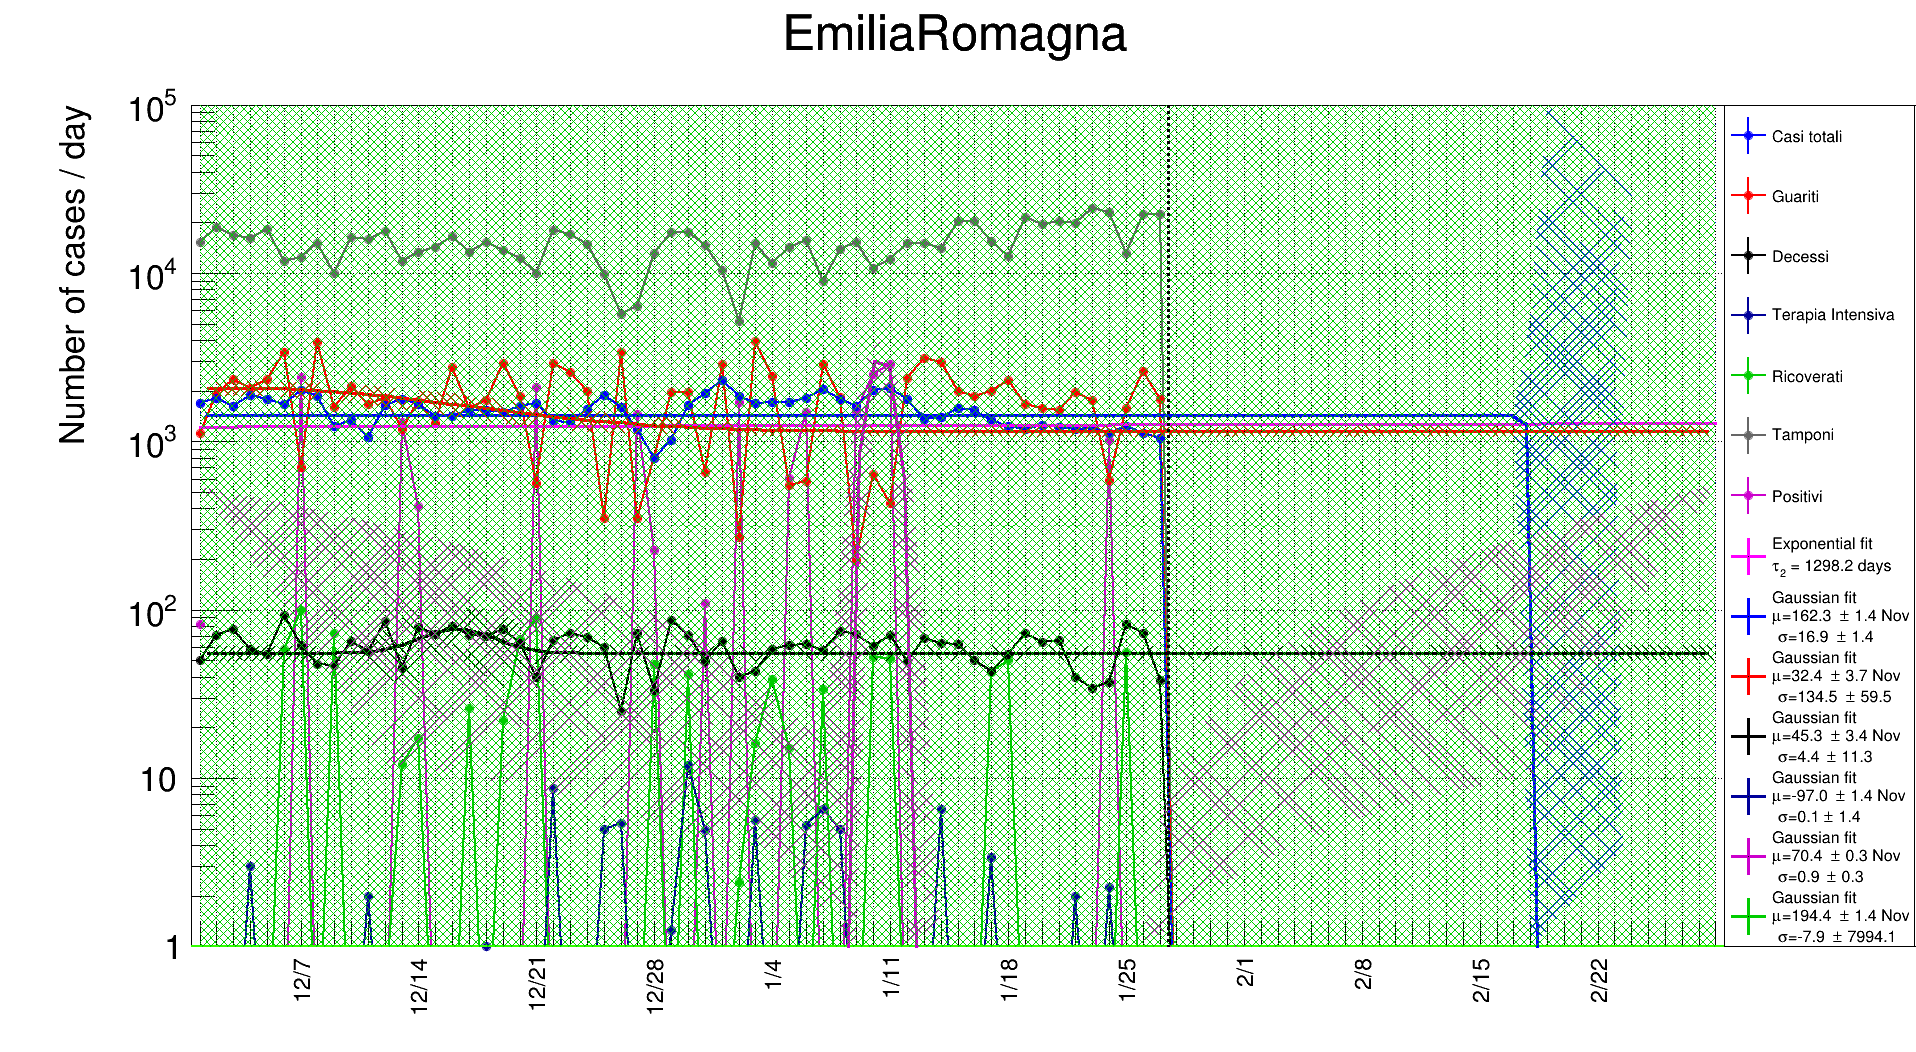 EmiliaRomagna
Number of cases / day
10^5
10^4
10^3
10^2
10
1
12/7
12/14
12/21
12/28
1/4
1/11
1/18
1/25
2/1
2/8
2/15
2/22
Casi totali
Guariti
Decessi
Terapia Intensiva
Ricoverati
Tamponi
Positivi
Exponential fit
τ2 = 1298.2 days
Gaussian fit
μ=162.3 ± 1.4 Nov
σ=16.9 ± 1.4
Gaussian fit
μ=32.4 ± 3.7 Nov
σ=134.5 ± 59.5
Gaussian fit
μ=45.3 ± 3.4 Nov
σ=4.4 ± 11.3
Gaussian fit
μ=-97.0 ± 1.4 Nov
σ=0.1 ± 1.4
Gaussian fit
μ=70.4 ± 0.3 Nov
σ=0.9 ± 0.3
Gaussian fit
μ=194.4 ± 1.4 Nov
σ=-7.9 ± 7994.1